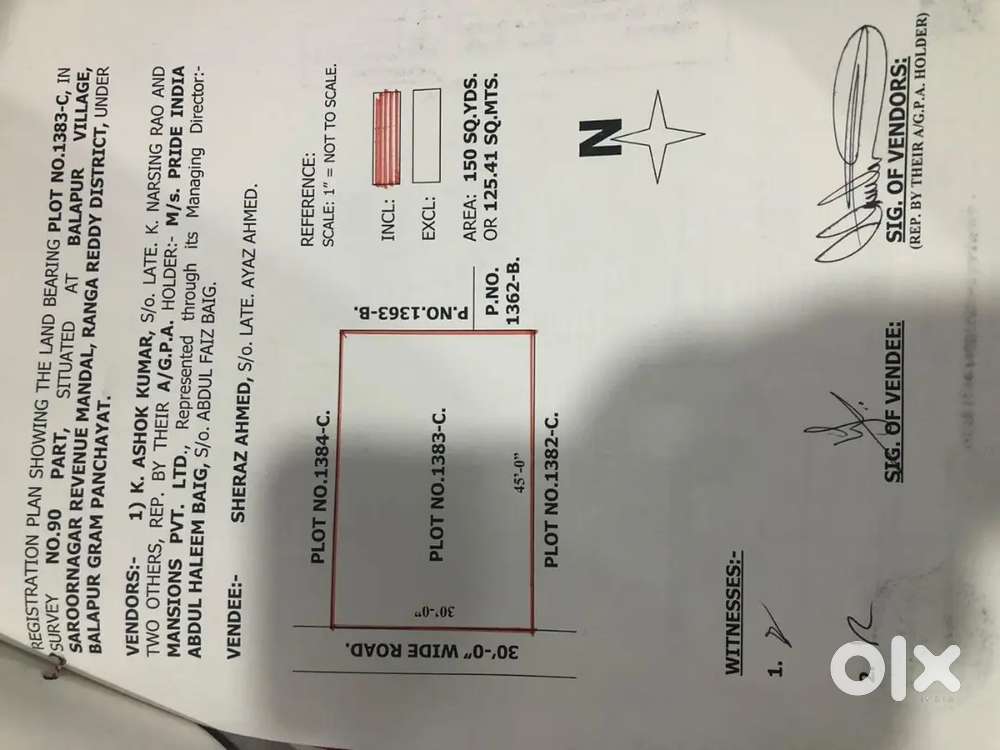 REGISTRATION PLAN SHOWING THE LAND BEARING PLOT NO.1383-C, IN
SURVEY NO.90 PART, SITUATED AT BALAPUR VILLAGE,
SAROORNAGAR REVENUE MANDAL, RANGA REDDY DISTRICT, UNDER
BALAPUR GRAM PANCHAYAT.
VENDORS:- 1) K. ASHOK KUMAR, S/o. LATE. K. NARSING RAO AND
TWO OTHERS, REP. BY THEIR A/G.P.A. HOLDER:- M/s. PRIDE INDIA
MANSIONS PVT. LTD., Represented through its Managing Director:-
ABDUL HALEEM BAIG, S/o. ABDUL FAIZ BAIG.
VENDEE:- SHERAZ AHMED, S/o. LATE. AYAZ AHMED.
REFERENCE:
SCALE: 1" = NOT TO SCALE.
INCL:
EXCL:
AREA: 150 SQ.YDS.
OR 125.41 SQ.MTS.
PLOT NO.1384-C.
30'-0" WIDE ROAD.
30'-0"
PLOT NO.1383-C.
45'-0"
P.NO.1363-B.
P.NO.
1362-B.
PLOT NO.1382-C.
N
WITNESSES:-
1.
2.
SIG. OF VENDEE:
SIG. OF VENDORS:
(REP. BY THEIR A/G.P.A. HOLDER)
olx
INDIA